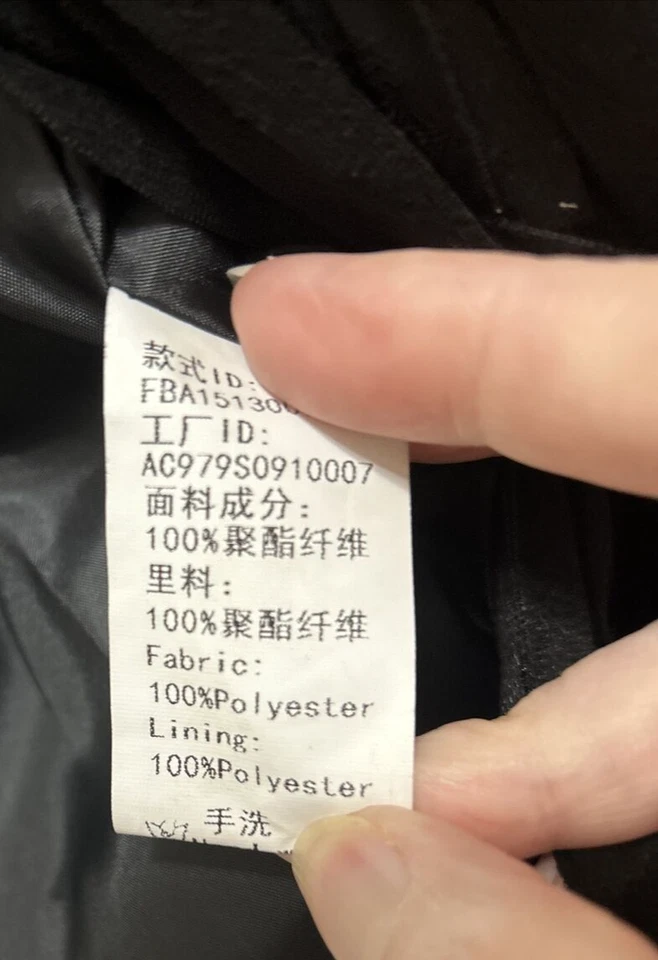 款式ID:
FBA15130
工厂ID:
AC979S0910007
面料成分:
100%聚酯纤维
里料:
100%聚酯纤维
Fabric:
100%Polyester
Lining:
100%Polyester
手洗